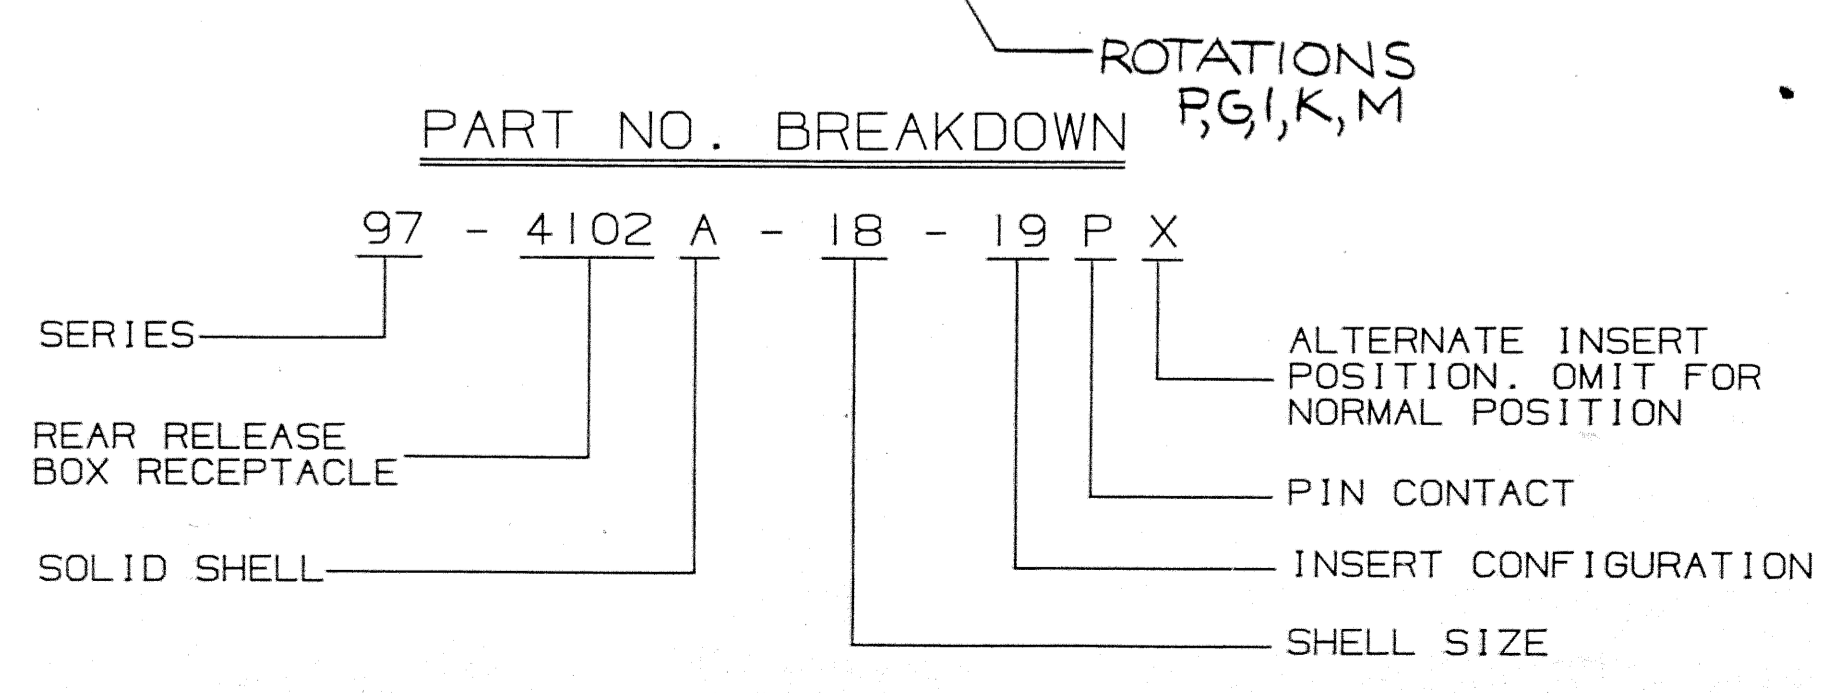 ROTATIONS
P,G,I,K,M
PART NO. BREAKDOWN
97 - 4102 A - 18 - 19 P X
SERIES
ALTERNATE INSERT
POSITION. OMIT FOR
NORMAL POSITION
REAR RELEASE
BOX RECEPTACLE
PIN CONTACT
SOLID SHELL
INSERT CONFIGURATION
SHELL SIZE